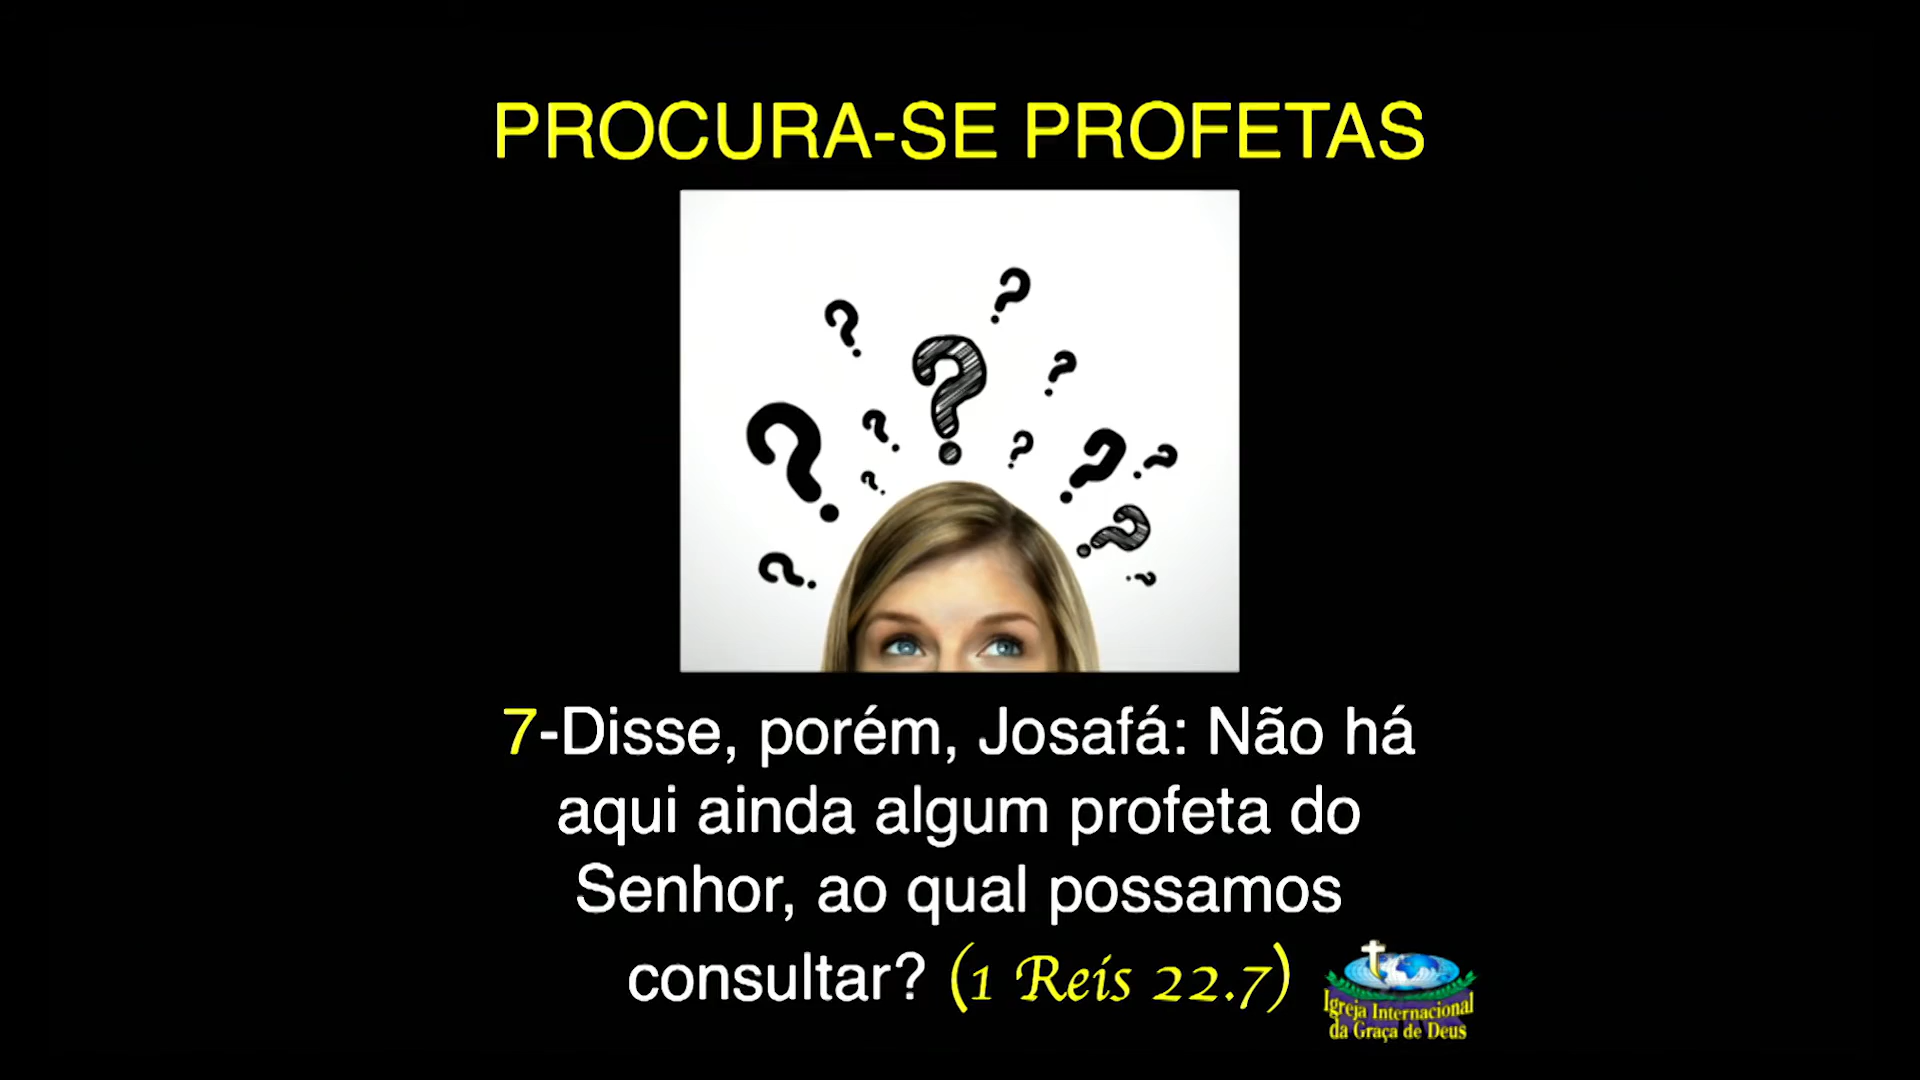 PROCURA-SE PROFETAS
7-Disse, porém, Josafá: Não há
aqui ainda algum profeta do
Senhor, ao qual possamos
consultar? (1 Reis 22.7)
Igreja Internacional
da Graça de Deus